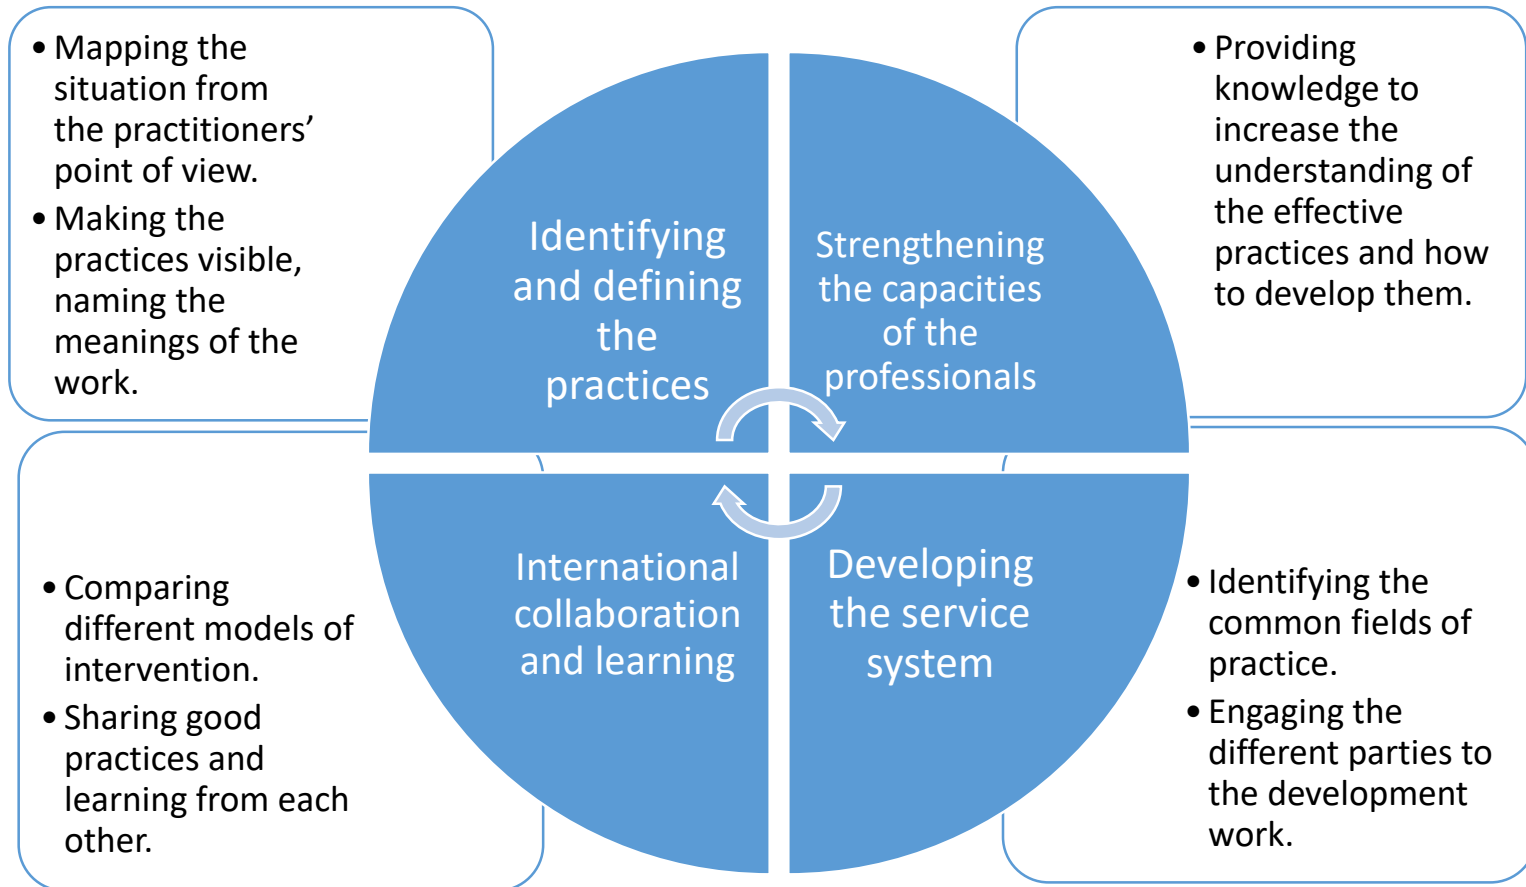 • Mapping the
situation from
the practitioners’
point of view.
• Making the
practices visible,
naming the
meanings of the
work.
Identifying
and defining
the
practices
Strengthening
the capacities
of the
professionals
• Providing
knowledge to
increase the
understanding of
the effective
practices and how
to develop them.
• Comparing
different models of
intervention.
• Sharing good
practices and
learning from each
other.
International
collaboration
and learning
Developing
the service
system
• Identifying the
common fields of
practice.
• Engaging the
different parties to
the development
work.